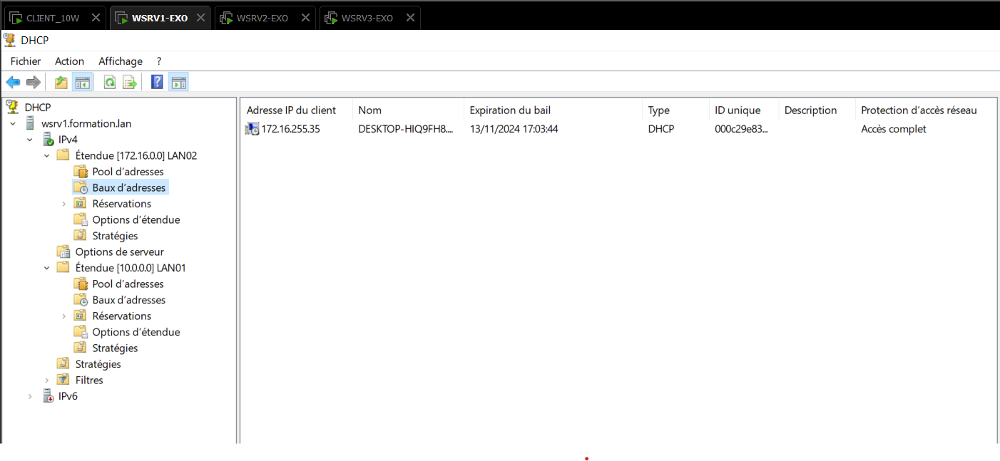 CLIENT_10W WSRV1-EXO WSRV2-EXO WSRV3-EXO
DHCP
Fichier Action Affichage ?
DHCP
wsrv1.formation.lan
IPv4
Étendue [172.16.0.0] LAN02
Pool d'adresses
Baux d'adresses
Réservations
Options d'étendue
Stratégies
Options de serveur
Étendue [10.0.0.0] LAN01
Pool d'adresses
Baux d'adresses
Réservations
Options d'étendue
Stratégies
Stratégies
Filtres
IPv6
Adresse IP du client Nom Expiration du bail Type ID unique Description Protection d'accès réseau
172.16.255.35 DESKTOP-HIQ9FH8.... 13/11/2024 17:03:44 DHCP 000c29e83... Accès complet